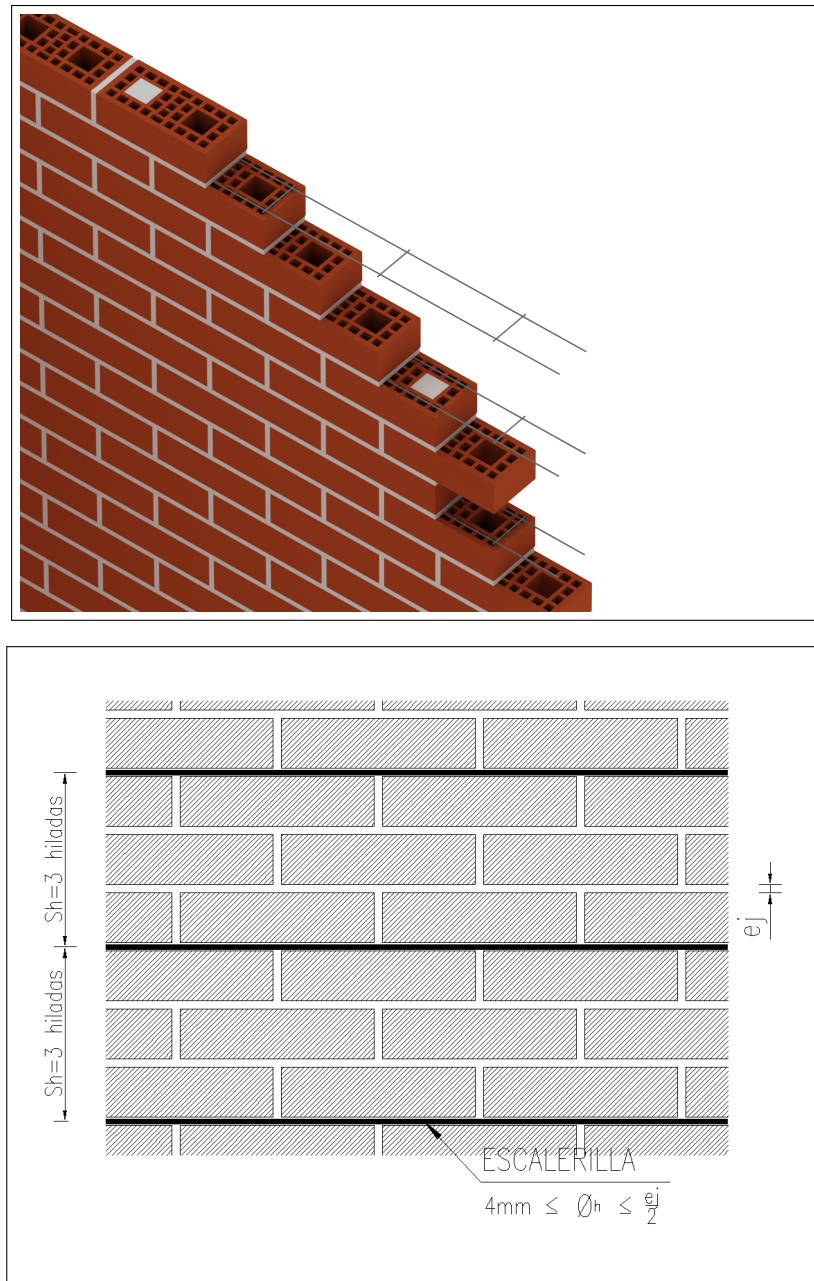 Sh=3 hiladas
Sh=3 hiladas
ej
ESCALERILLA
4mm ≤ Øh ≤ ej/2